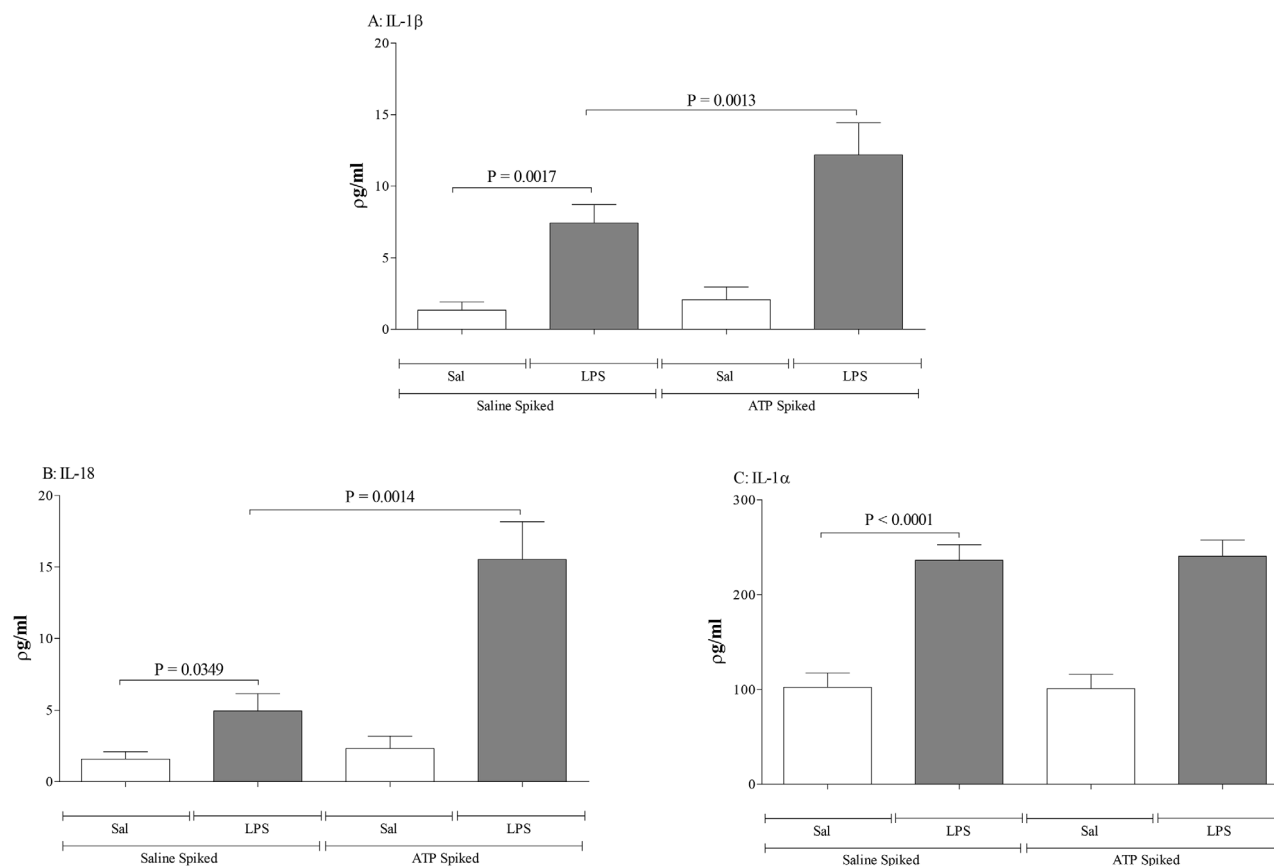 A: IL-1β
20
15
10
5
0
ρg/ml
P = 0.0013
P = 0.0017
Sal LPS Sal LPS
Saline Spiked ATP Spiked
B: IL-18
20
15
10
5
0
ρg/ml
P = 0.0014
P = 0.0349
Sal LPS Sal LPS
Saline Spiked ATP Spiked
C: IL-1α
300
200
100
0
ρg/ml
P < 0.0001
Sal LPS Sal LPS
Saline Spiked ATP Spiked